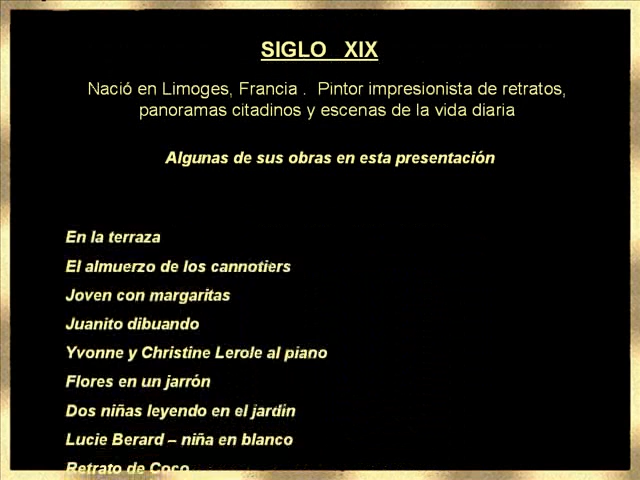 SIGLO XIX
Nació en Limoges, Francia . Pintor impresionista de retratos,
panoramas citadinos y escenas de la vida diaria
Algunas de sus obras en esta presentación
En la terraza
El almuerzo de los cannotiers
Joven con margaritas
Juanito dibuando
Yvonne y Christine Lerole al piano
Flores en un jarrón
Dos niñas leyendo en el jardin
Lucie Berard – niña en blanco
Retrato de Coco